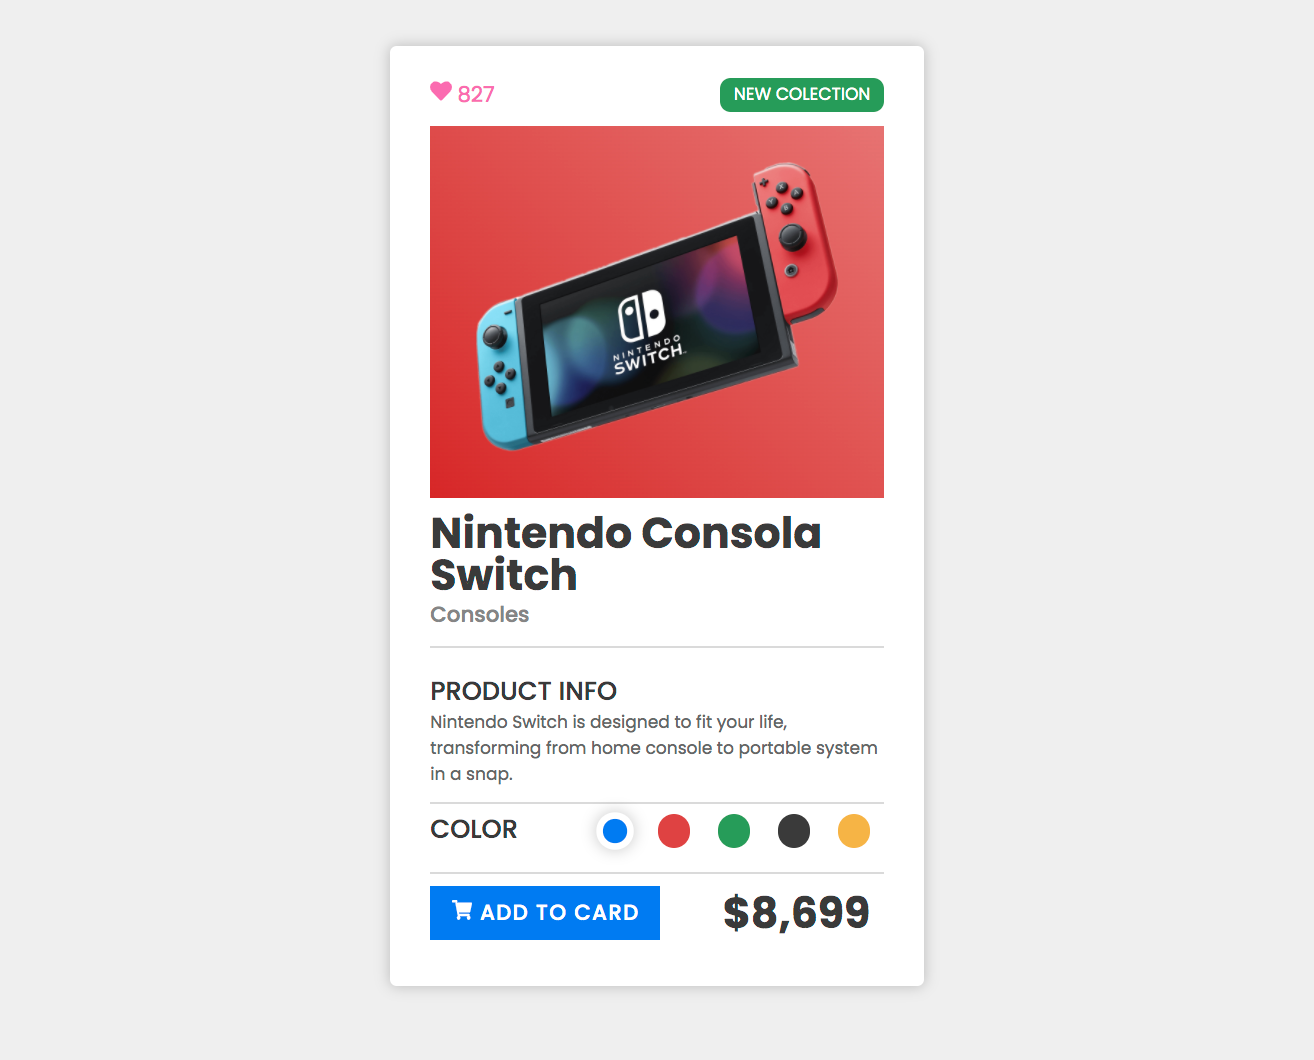 827
NEW COLECTION
NINTENDO
SWITCH
Nintendo Consola
Switch
Consoles
PRODUCT INFO
Nintendo Switch is designed to fit your life,
transforming from home console to portable system
in a snap.
COLOR
ADD TO CARD
$8,699